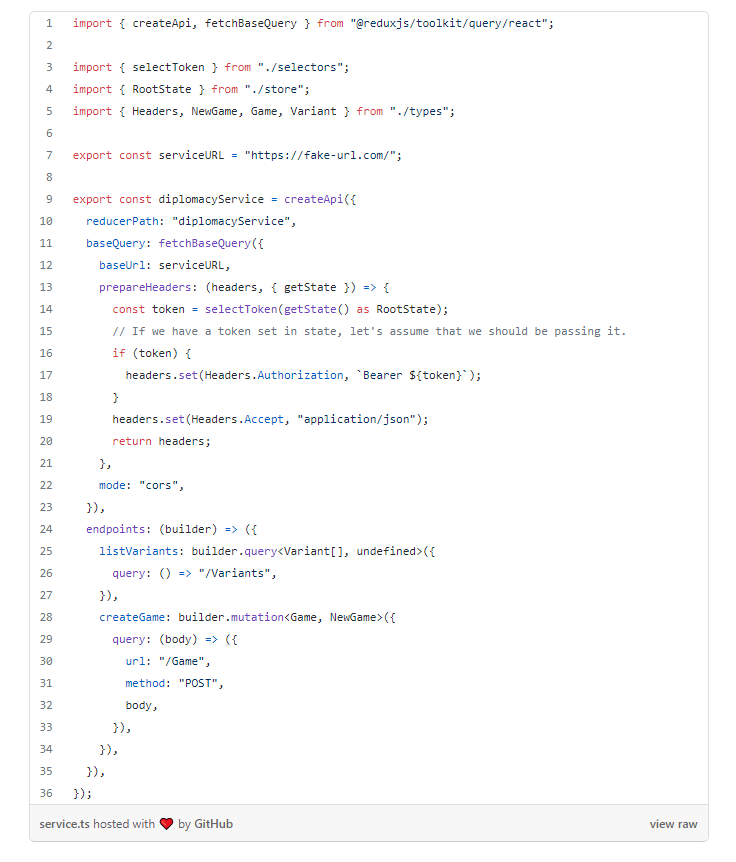 1 import { createApi, fetchBaseQuery } from "@reduxjs/toolkit/query/react";
2
3 import { selectToken } from "./selectors";
4 import { RootState } from "./store";
5 import { Headers, NewGame, Game, Variant } from "./types";
6
7 export const serviceURL = "https://fake-url.com/";
8
9 export const diplomacyService = createApi({
10   reducerPath: "diplomacyService",
11   baseQuery: fetchBaseQuery({
12     baseUrl: serviceURL,
13     prepareHeaders: (headers, { getState }) => {
14       const token = selectToken(getState() as RootState);
15       // If we have a token set in state, let's assume that we should be passing it.
16       if (token) {
17         headers.set(Headers.Authorization, `Bearer ${token}`);
18       }
19       headers.set(Headers.Accept, "application/json");
20       return headers;
21     },
22     mode: "cors",
23   }),
24   endpoints: (builder) => ({
25     listVariants: builder.query<Variant[], undefined>({
26       query: () => "/Variants",
27     }),
28     createGame: builder.mutation<Game, NewGame>({
29       query: (body) => ({
30         url: "/Game",
31         method: "POST",
32         body,
33       }),
34     }),
35   }),
36 });
service.ts hosted with ❤ by GitHub view raw